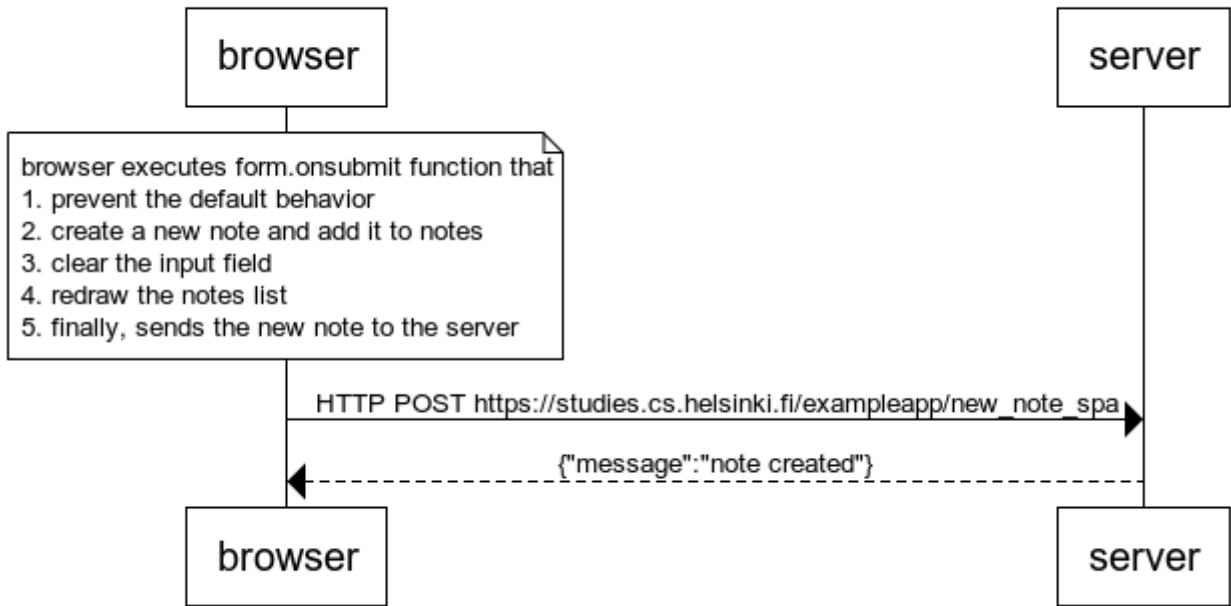 browser
server
browser executes form.onsubmit function that
1. prevent the default behavior
2. create a new note and add it to notes
3. clear the input field
4. redraw the notes list
5. finally, sends the new note to the server
HTTP POST https://studies.cs.helsinki.fi/exampleapp/new_note_spa
{"message":"note created"}
browser
server